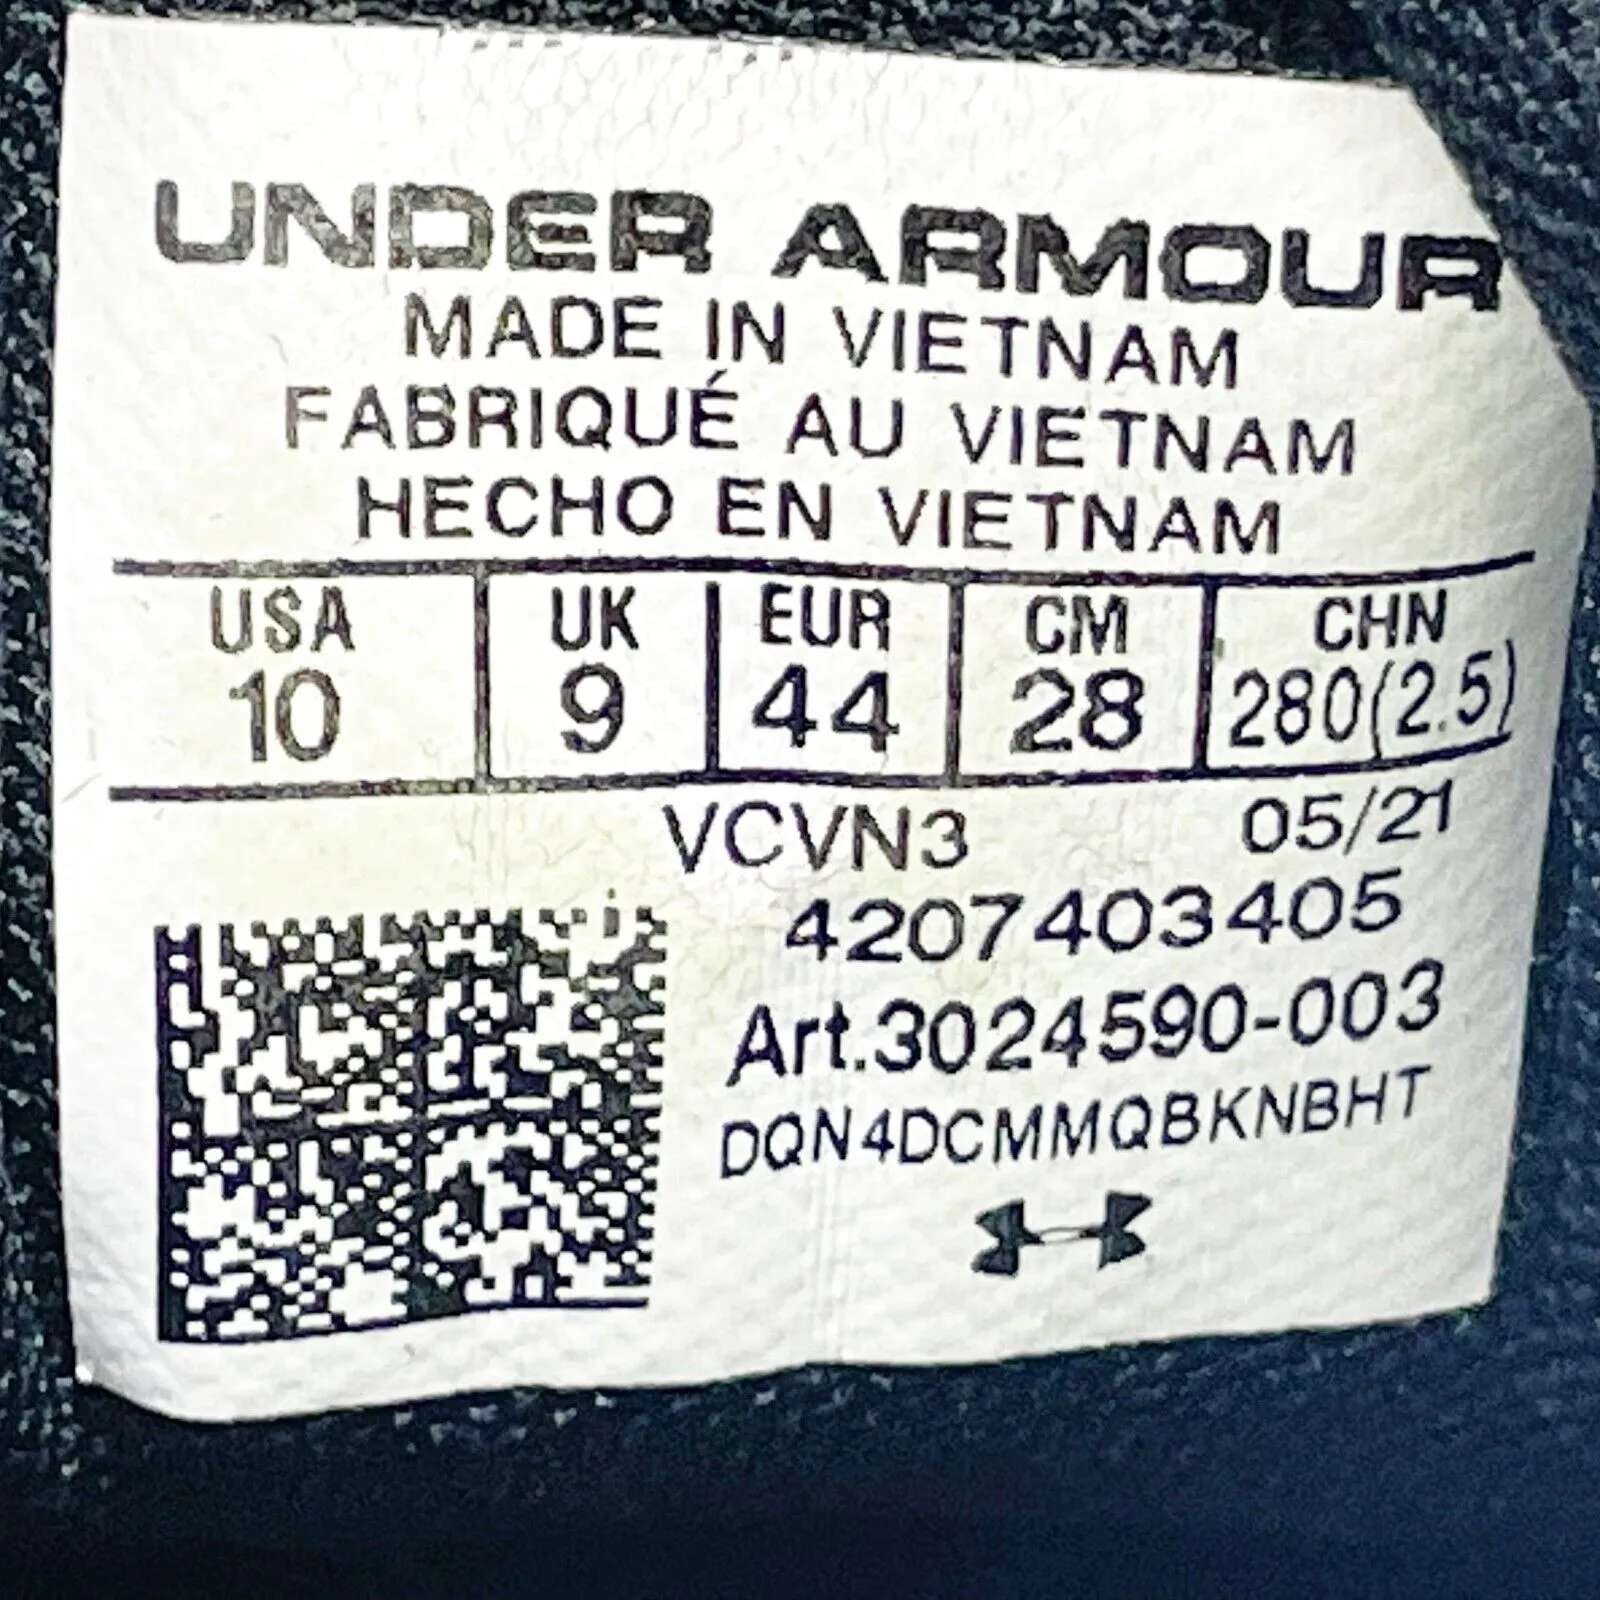 UNDER ARMOUR
MADE IN VIETNAM
FABRIQUÉ AU VIETNAM
HECHO EN VIETNAM
USA UK EUR CM CHN
10 9 44 28 280(2.5)
VCVN3 05/21
4207403405
Art.3024590-003
DQN4DCMMQBKNBHT